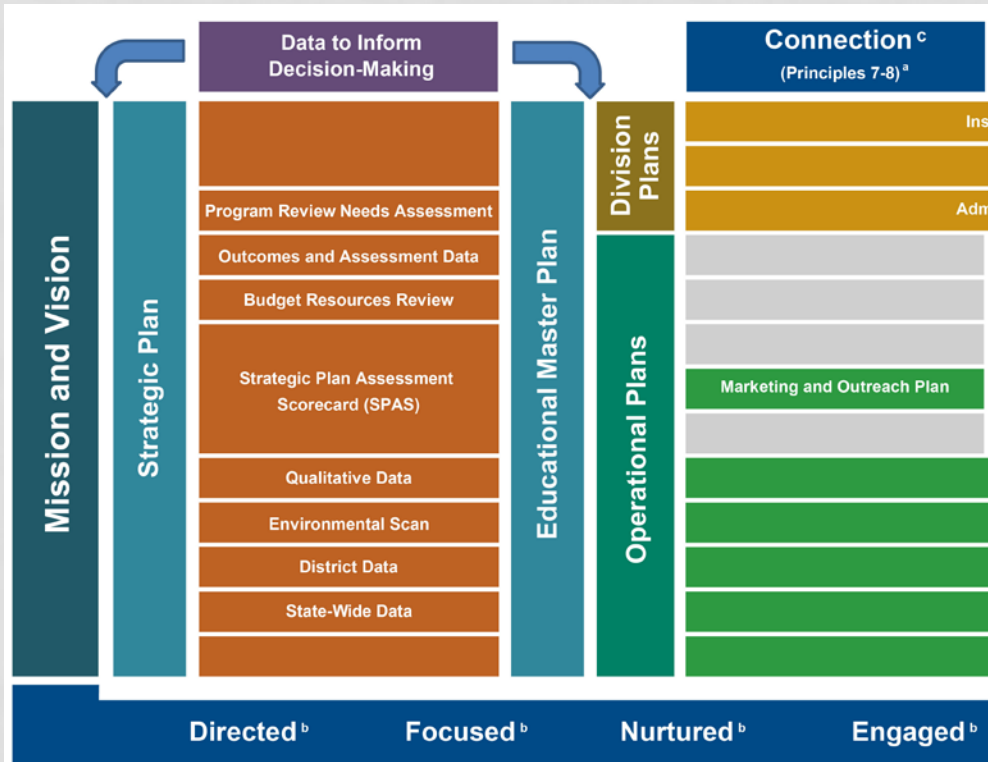 Data to Inform
Decision-Making
Connection c
(Principles 7-8) a
Mission and Vision
Strategic Plan
Program Review Needs Assessment
Outcomes and Assessment Data
Budget Resources Review
Strategic Plan Assessment
Scorecard (SPAS)
Qualitative Data
Environmental Scan
District Data
State-Wide Data
Educational Master Plan
Division
Plans
Operational Plans
Ins
Adm
Marketing and Outreach Plan
Directed b Focused b Nurtured b Engaged b